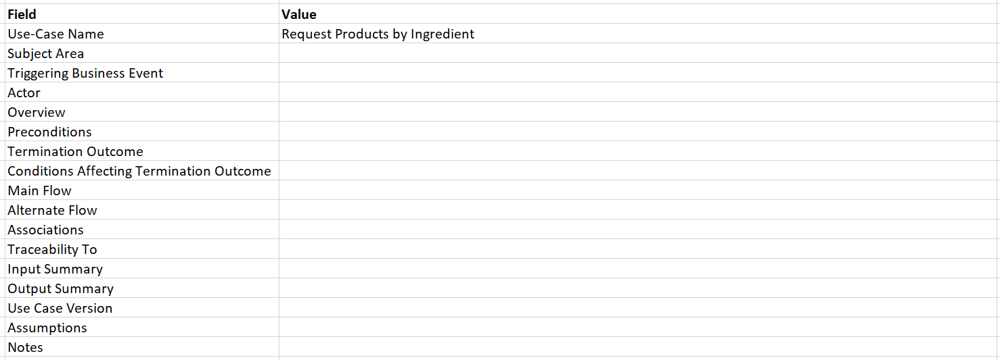 Field Value
Use-Case Name Request Products by Ingredient
Subject Area
Triggering Business Event
Actor
Overview
Preconditions
Termination Outcome
Conditions Affecting Termination Outcome
Main Flow
Alternate Flow
Associations
Traceability To
Input Summary
Output Summary
Use Case Version
Assumptions
Notes